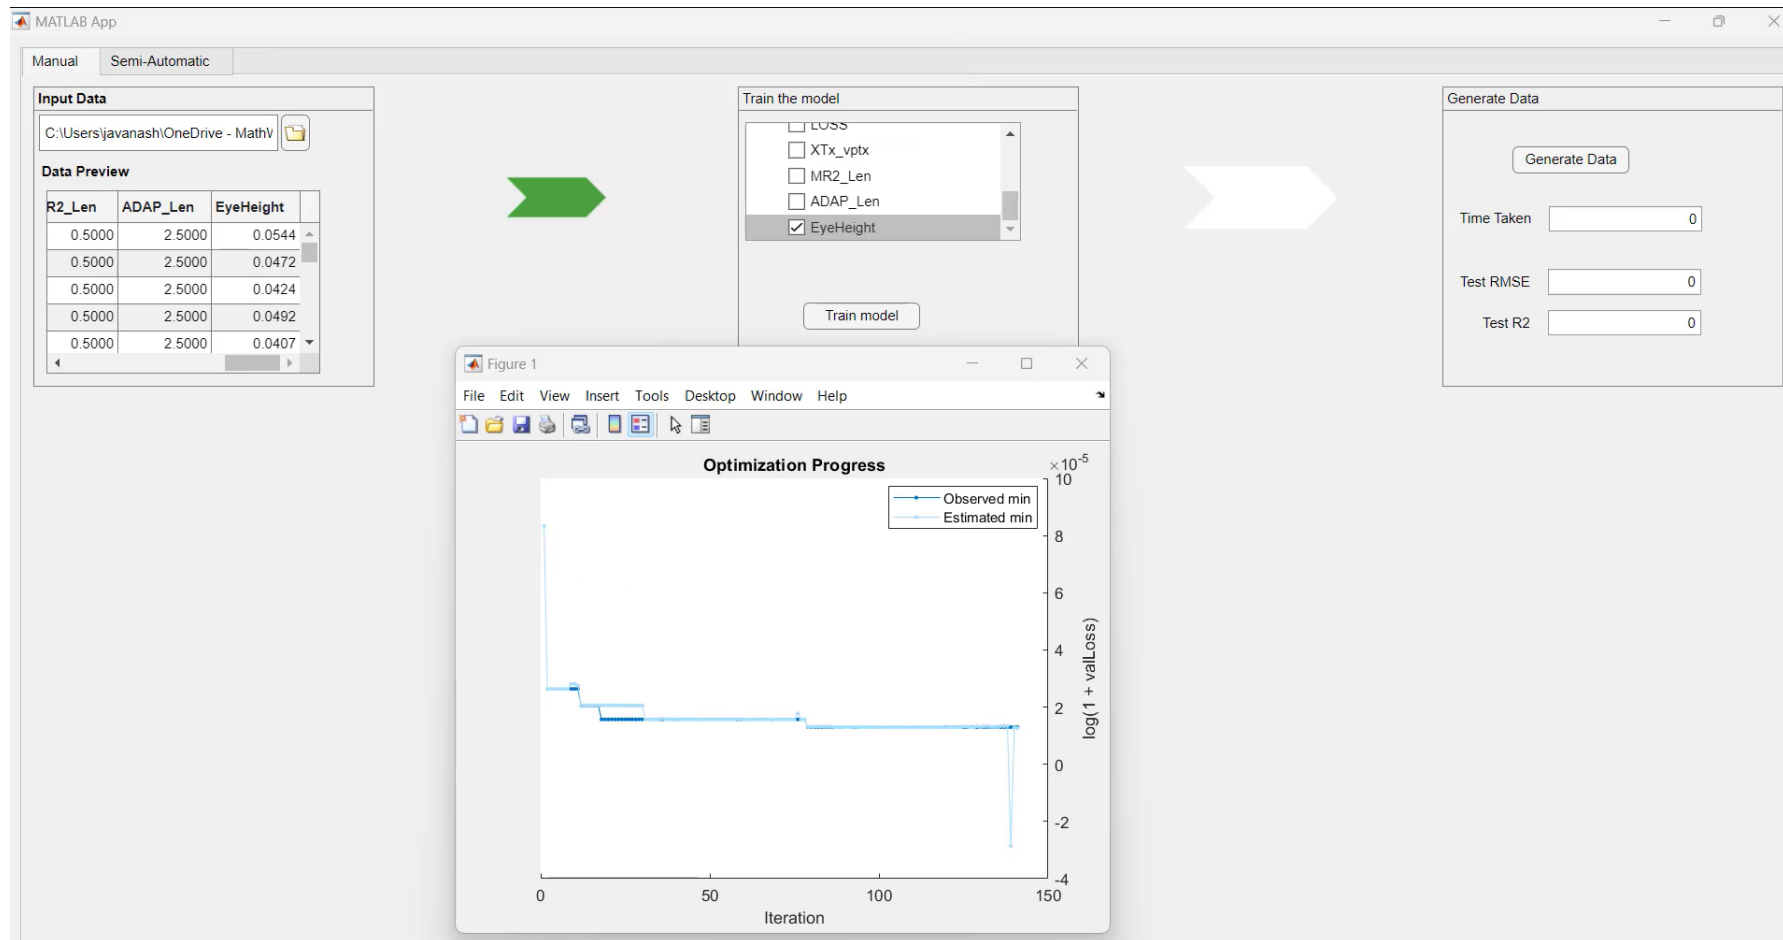 MATLAB App
Manual
Semi-Automatic
Input Data
C:\Users\javanash\OneDrive - Math
Data Preview
R2_Len ADAP_Len EyeHeight
0.5000 2.5000 0.0544
0.5000 2.5000 0.0472
0.5000 2.5000 0.0424
0.5000 2.5000 0.0492
0.5000 2.5000 0.0407
Train the model
LOSS
XTx_vptx
MR2_Len
ADAP_Len
EyeHeight
Train model
Generate Data
Generate Data
Time Taken 0
Test RMSE 0
Test R2 0
Figure 1
File Edit View Insert Tools Desktop Window Help
Optimization Progress
×10-5
Observed min
Estimated min
10
8
6
4
2
0
-2
-4
log(1 + valLoss)
0 50 100 150
Iteration